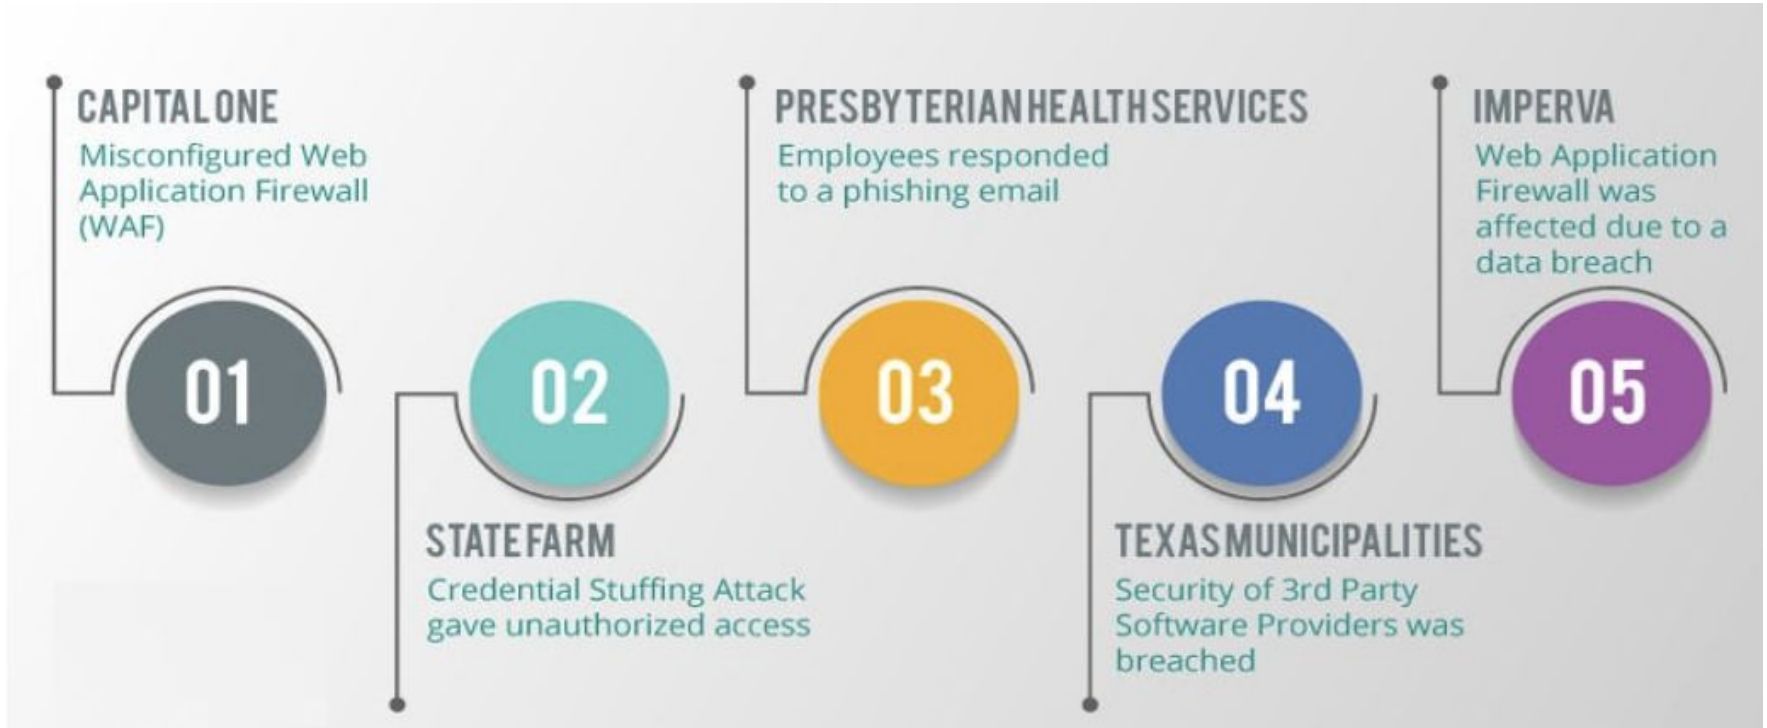 CAPITAL ONE
Misconfigured Web
Application Firewall
(WAF)
01
02
STATE FARM
Credential Stuffing Attack
gave unauthorized access
PRESBYTERIAN HEALTH SERVICES
Employees responded
to a phishing email
03
04
TEXAS MUNICIPALITIES
Security of 3rd Party
Software Providers was
breached
IMPERVA
Web Application
Firewall was
affected due to a
data breach
05